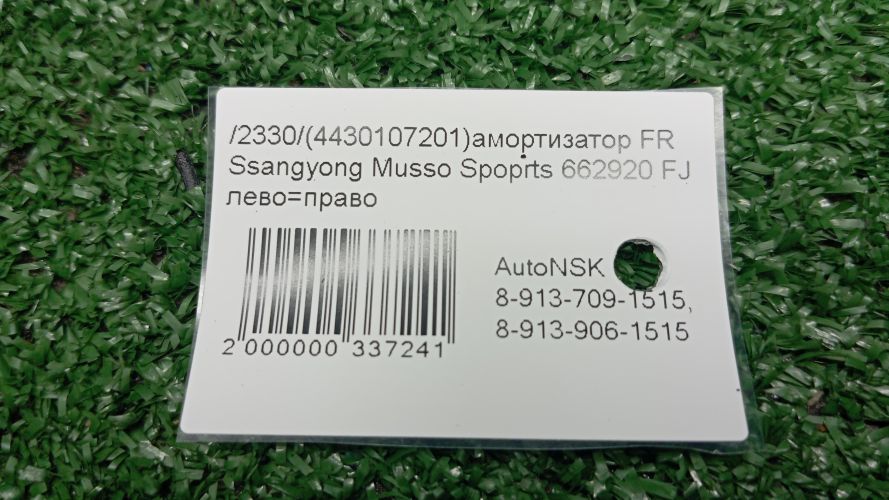 /2330/(4430107201)амортизатор FR
Ssangyong Musso Spoprts 662920 FJ
лево=право
AutoNSK
8-913-709-1515,
8-913-906-1515
2 000000 337241